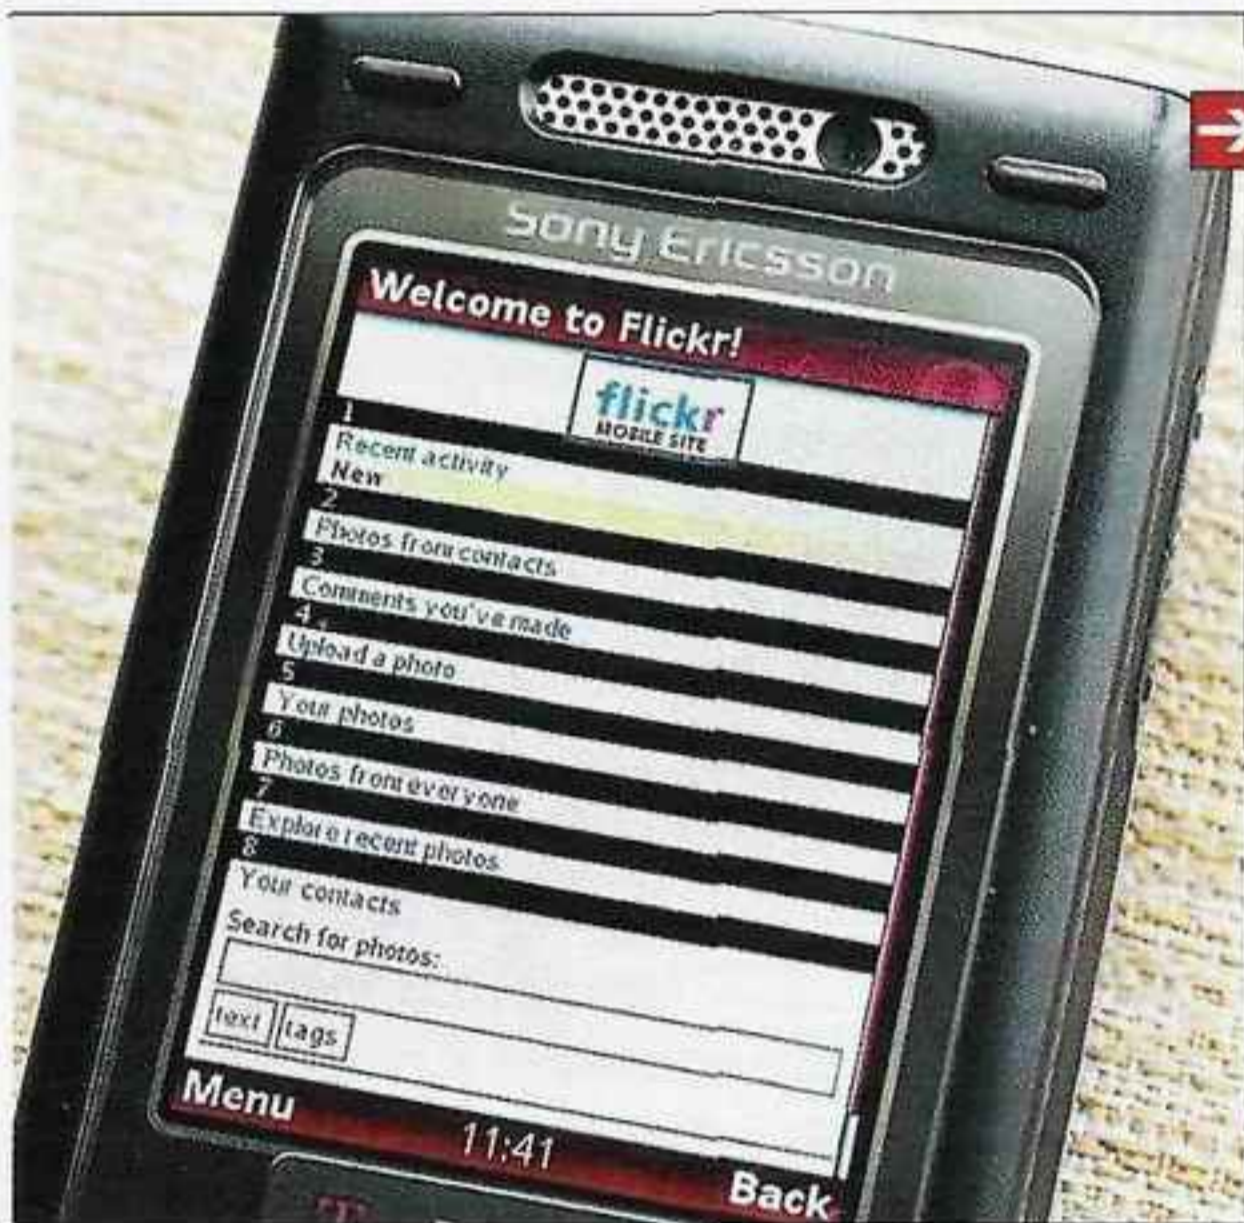 Sony Ericsson
Welcome to Flickr!
flickr
MOBILE SITE
1
Recent activity
New
2
Photos from contacts
3
Comments you've made
4
Upload a photo
5
Your photos
6
Photos from everyone
7
Explore recent photos
8
Your contacts
Search for photos:
text tags
Menu 11:41 Back